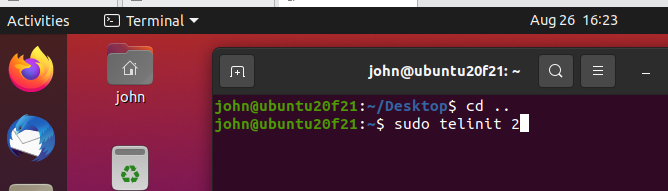 Activities
Terminal
Aug 26 16:23
john@ubuntu20f21: ~
john
john@ubuntu20f21:~/Desktop$ cd ..
john@ubuntu20f21:~$ sudo telinit 2